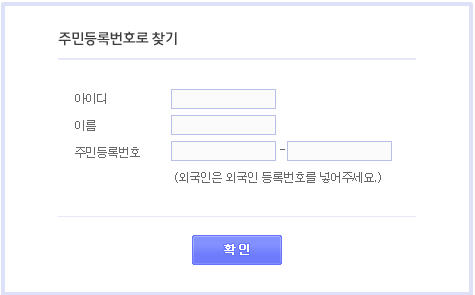 주민등록번호로 찾기
아이디
이름
주민등록번호 -
(외국인은 외국인 등록번호를 넣어주세요.)
확인